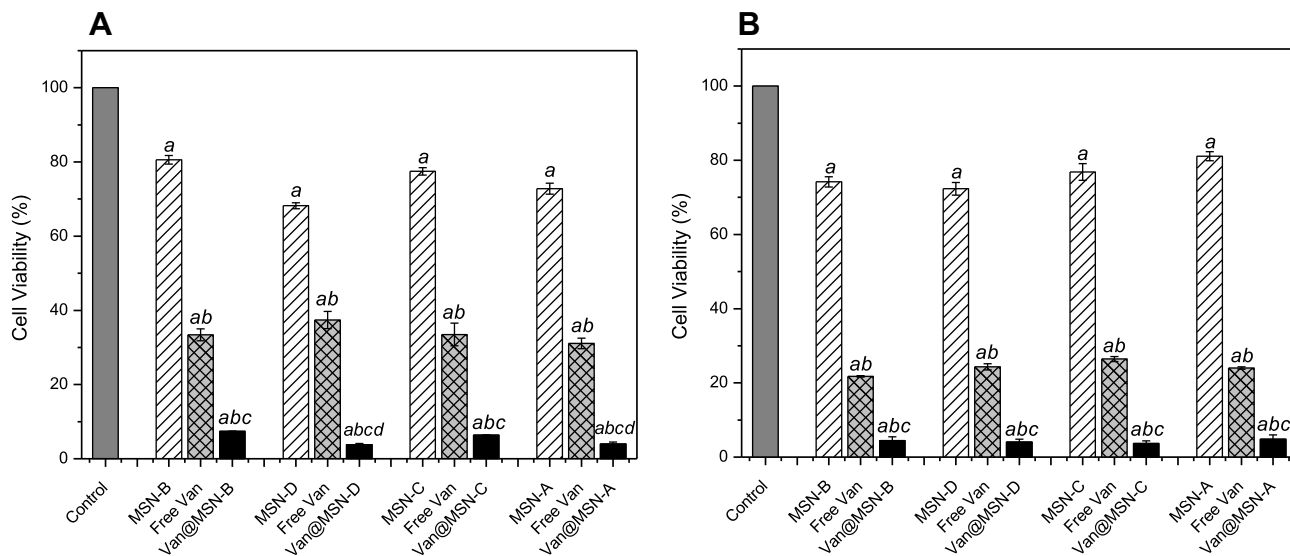 A
Cell Viability (%)
100
80
60
40
20
0
a
ab
abc
a
ab
abcd
a
ab
abc
a
ab
abcd
Control
MSN-B
Free Van
Van@MSN-B
MSN-D
Free Van
Van@MSN-D
MSN-C
Free Van
Van@MSN-C
MSN-A
Free Van
Van@MSN-A
B
Cell Viability (%)
100
80
60
40
20
0
a
ab
abc
a
ab
abc
a
ab
abc
a
ab
abc
Control
MSN-B
Free Van
Van@MSN-B
MSN-D
Free Van
Van@MSN-D
MSN-C
Free Van
Van@MSN-C
MSN-A
Free Van
Van@MSN-A